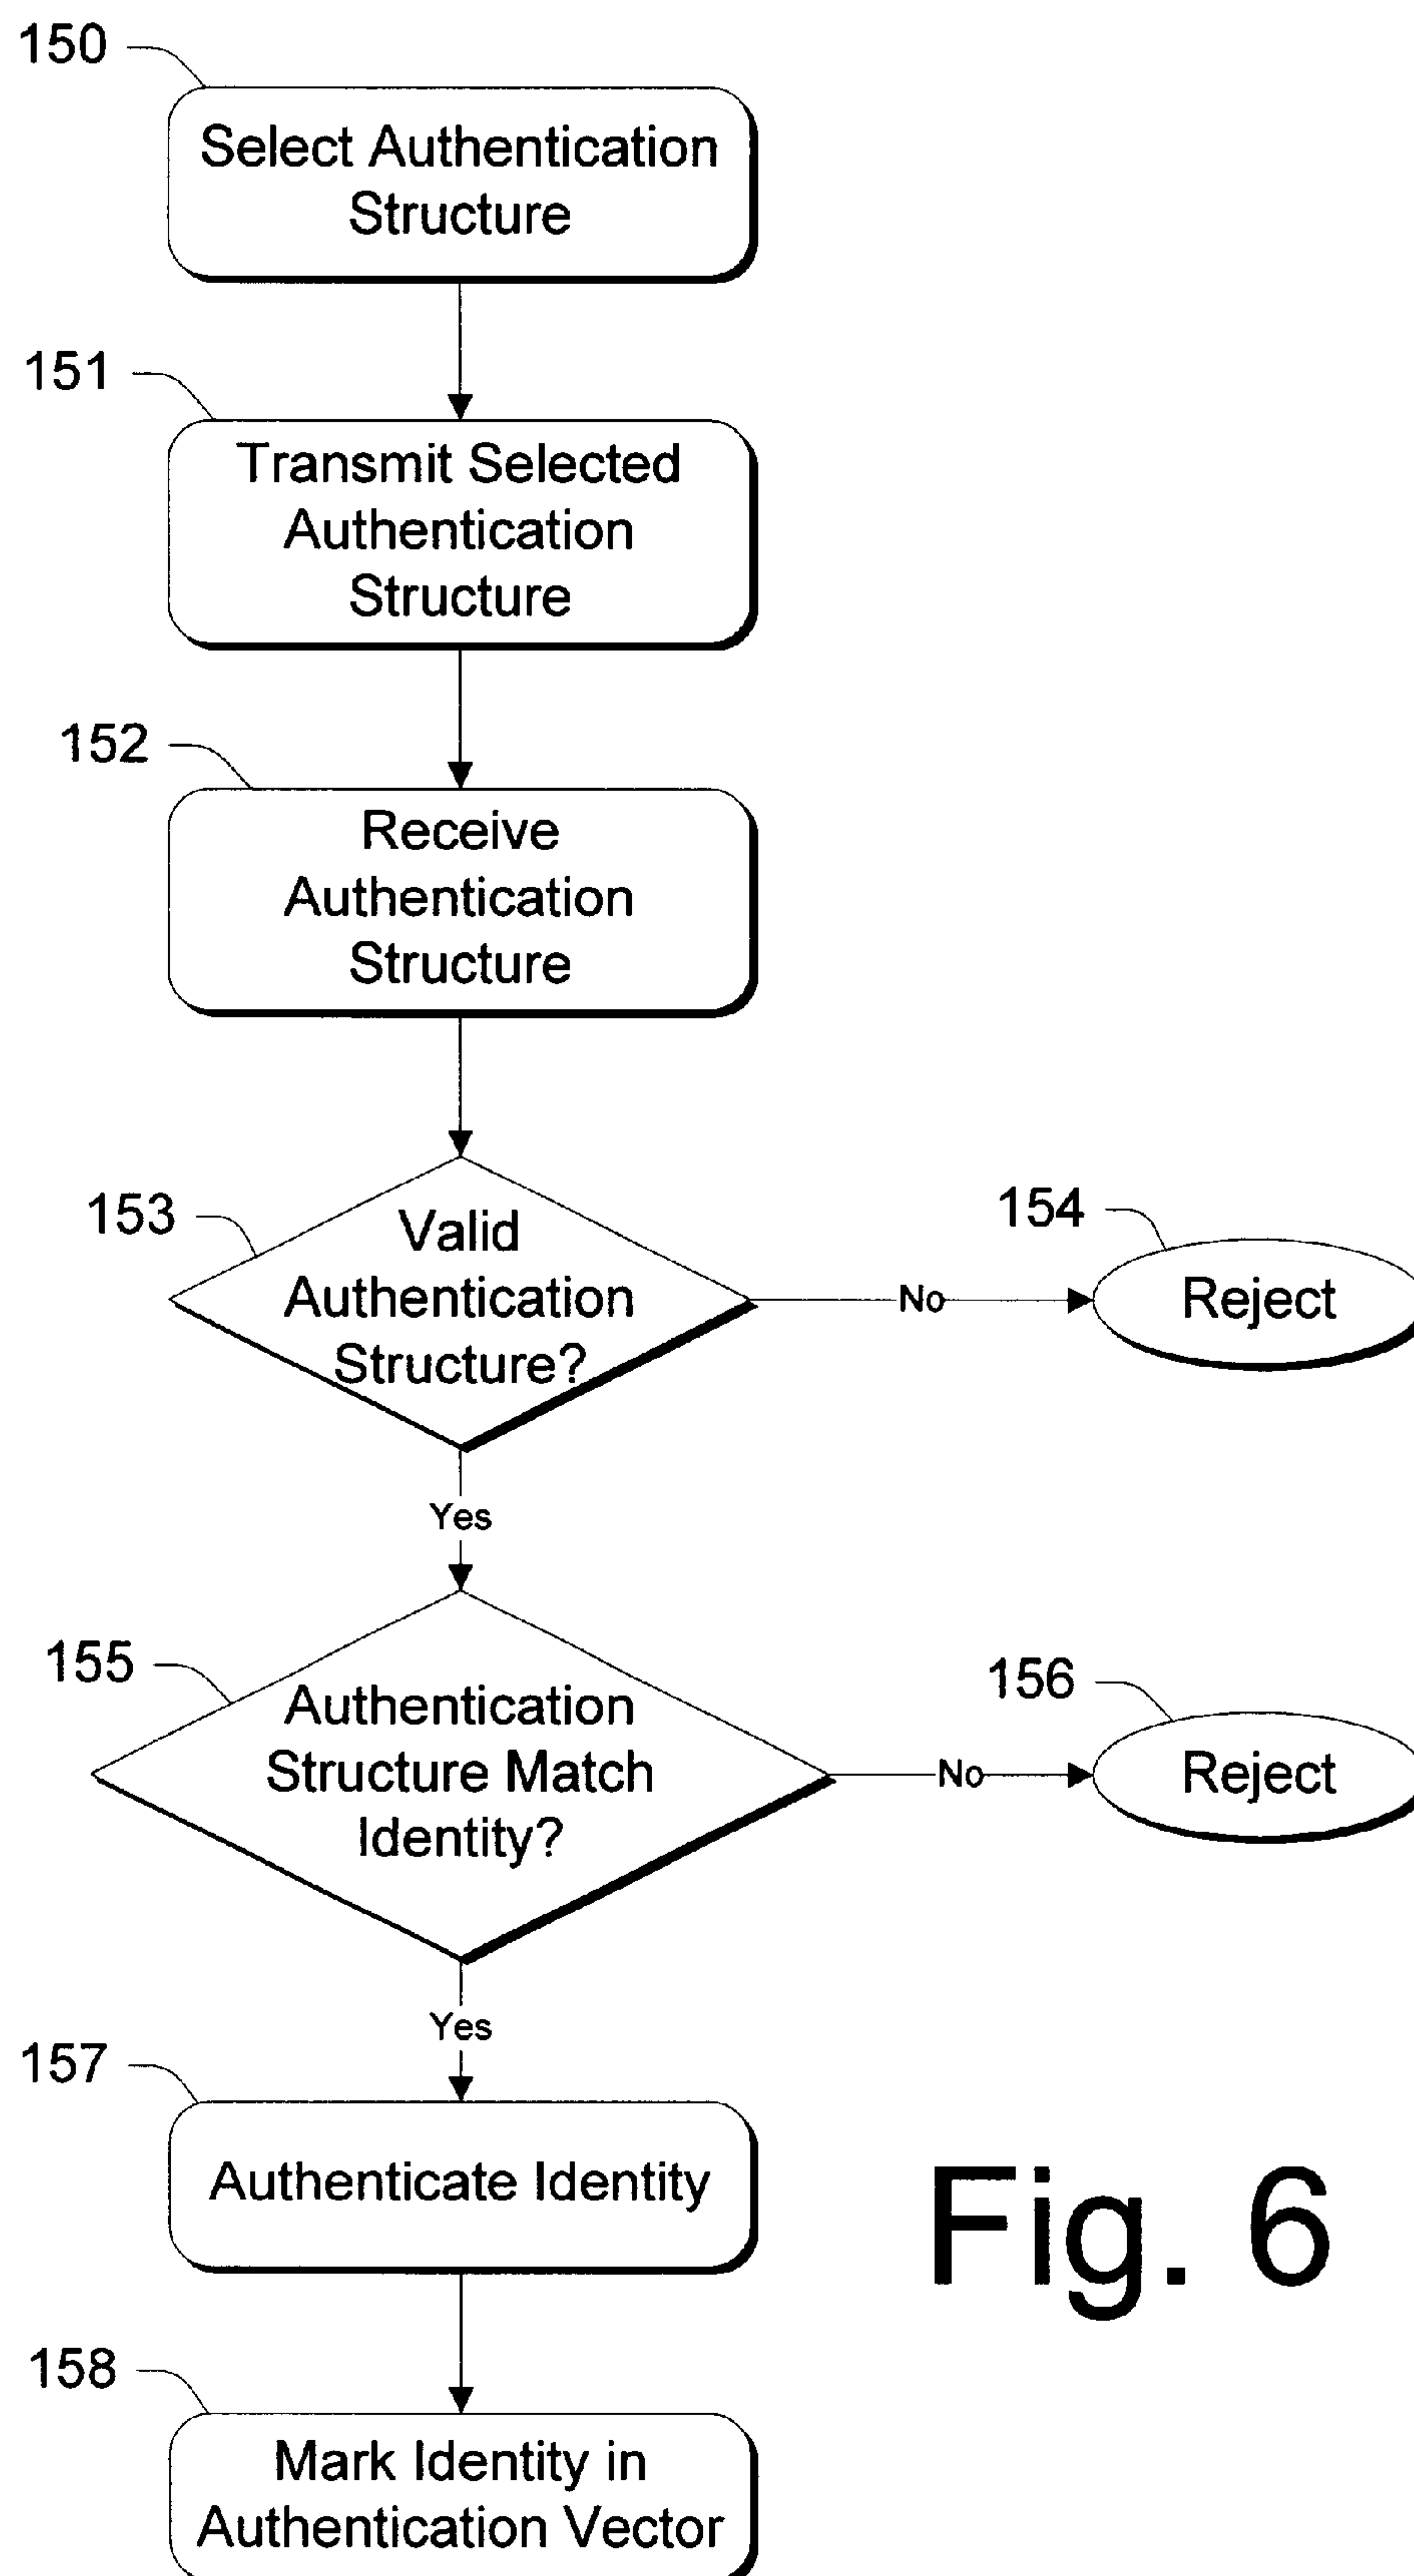 150
Select Authentication
Structure
151
Transmit Selected
Authentication
Structure
152
Receive
Authentication
Structure
153
Valid
Authentication
Structure?
No
154
Reject
Yes
155
Authentication
Structure Match
Identity?
No
156
Reject
Yes
157
Authenticate Identity
Fig. 6
158
Mark Identity in
Authentication Vector